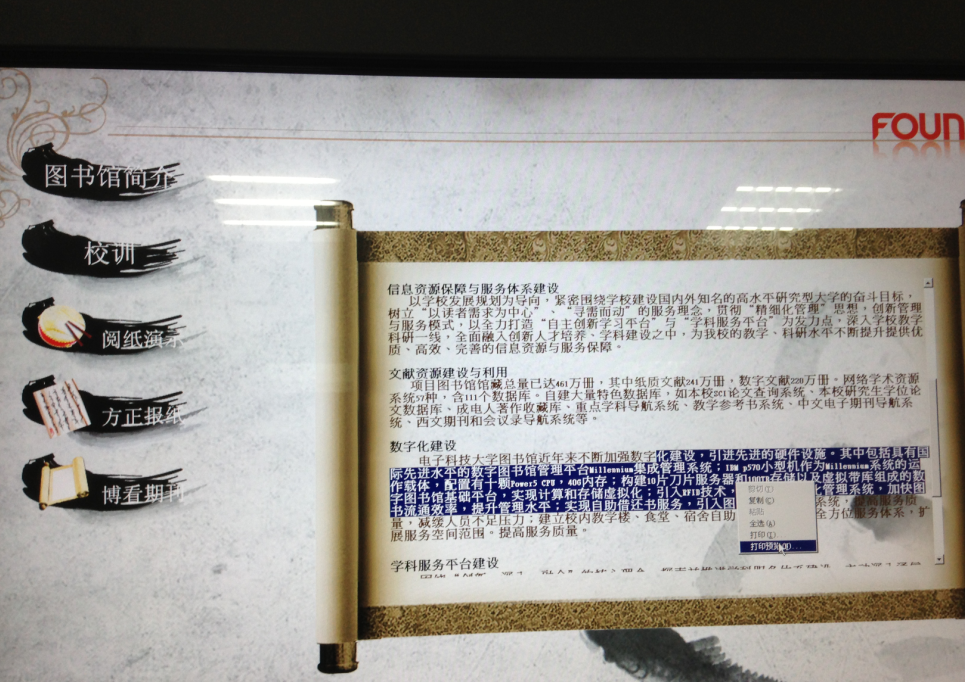 FOUN
图书馆简介
校训
阅纸演示
方正报纸
博看期刊
信息资源保障与服务体系建设
以学校发展规划为导向，紧密围绕学校建设国内外知名的高水平研究型大学的奋斗目标，
树立“以读者需求为中心”、“寻需而动”的服务理念，贯彻“精细化管理”思想，创新管理
与服务模式，以全力打造“自主创新学习平台”与“学科服务平台”为发力点，深入学校教学
科研一线，全面融入创新人才培养、学科建设之中，为我校的教学、科研水平不断提升提供优
质、高效、完善的信息资源与服务保障。
文献资源建设与利用
项目图书馆馆藏总量已达461万册，其中纸质文献241万册，数字文献220万册。网络学术资源
系统57种，含111个数据库。自建大量特色数据库，如本校SCI论文查询系统、本校研究生学位论
文数据库、成电人著作收藏库、重点学科导航系统、教学参考书系统、中文电子期刊导航系
统、西文期刊和会议录导航系统等。
数字化建设
电子科技大学图书馆近年来不断加强数字化建设，引进先进的硬件设施。其中包括具有国
际先进水平的数字图书馆管理平台Millennium集成管理系统；IBM p570小型机作为Millennium系统的运
作载体，配置有十颗Power5 CPU，40G内存；构建10片刀片服务器和100TB存储以及虚拟带库组成的数
字图书馆基础平台，实现计算和存储虚拟化；引入RFID技术，化管理系统，加快图
书流通效率，提升管理水平；实现自助借还书服务，引入图系统，提高服务质
量，减缓人员不足压力；建立校内教学楼、食堂、宿舍自助全方位服务体系，扩
展服务空间范围。提高服务质量。
剪切(T)
复制(C)
粘贴
全选(A)
打印(I)
打印预览(N)...
学科服务平台建设